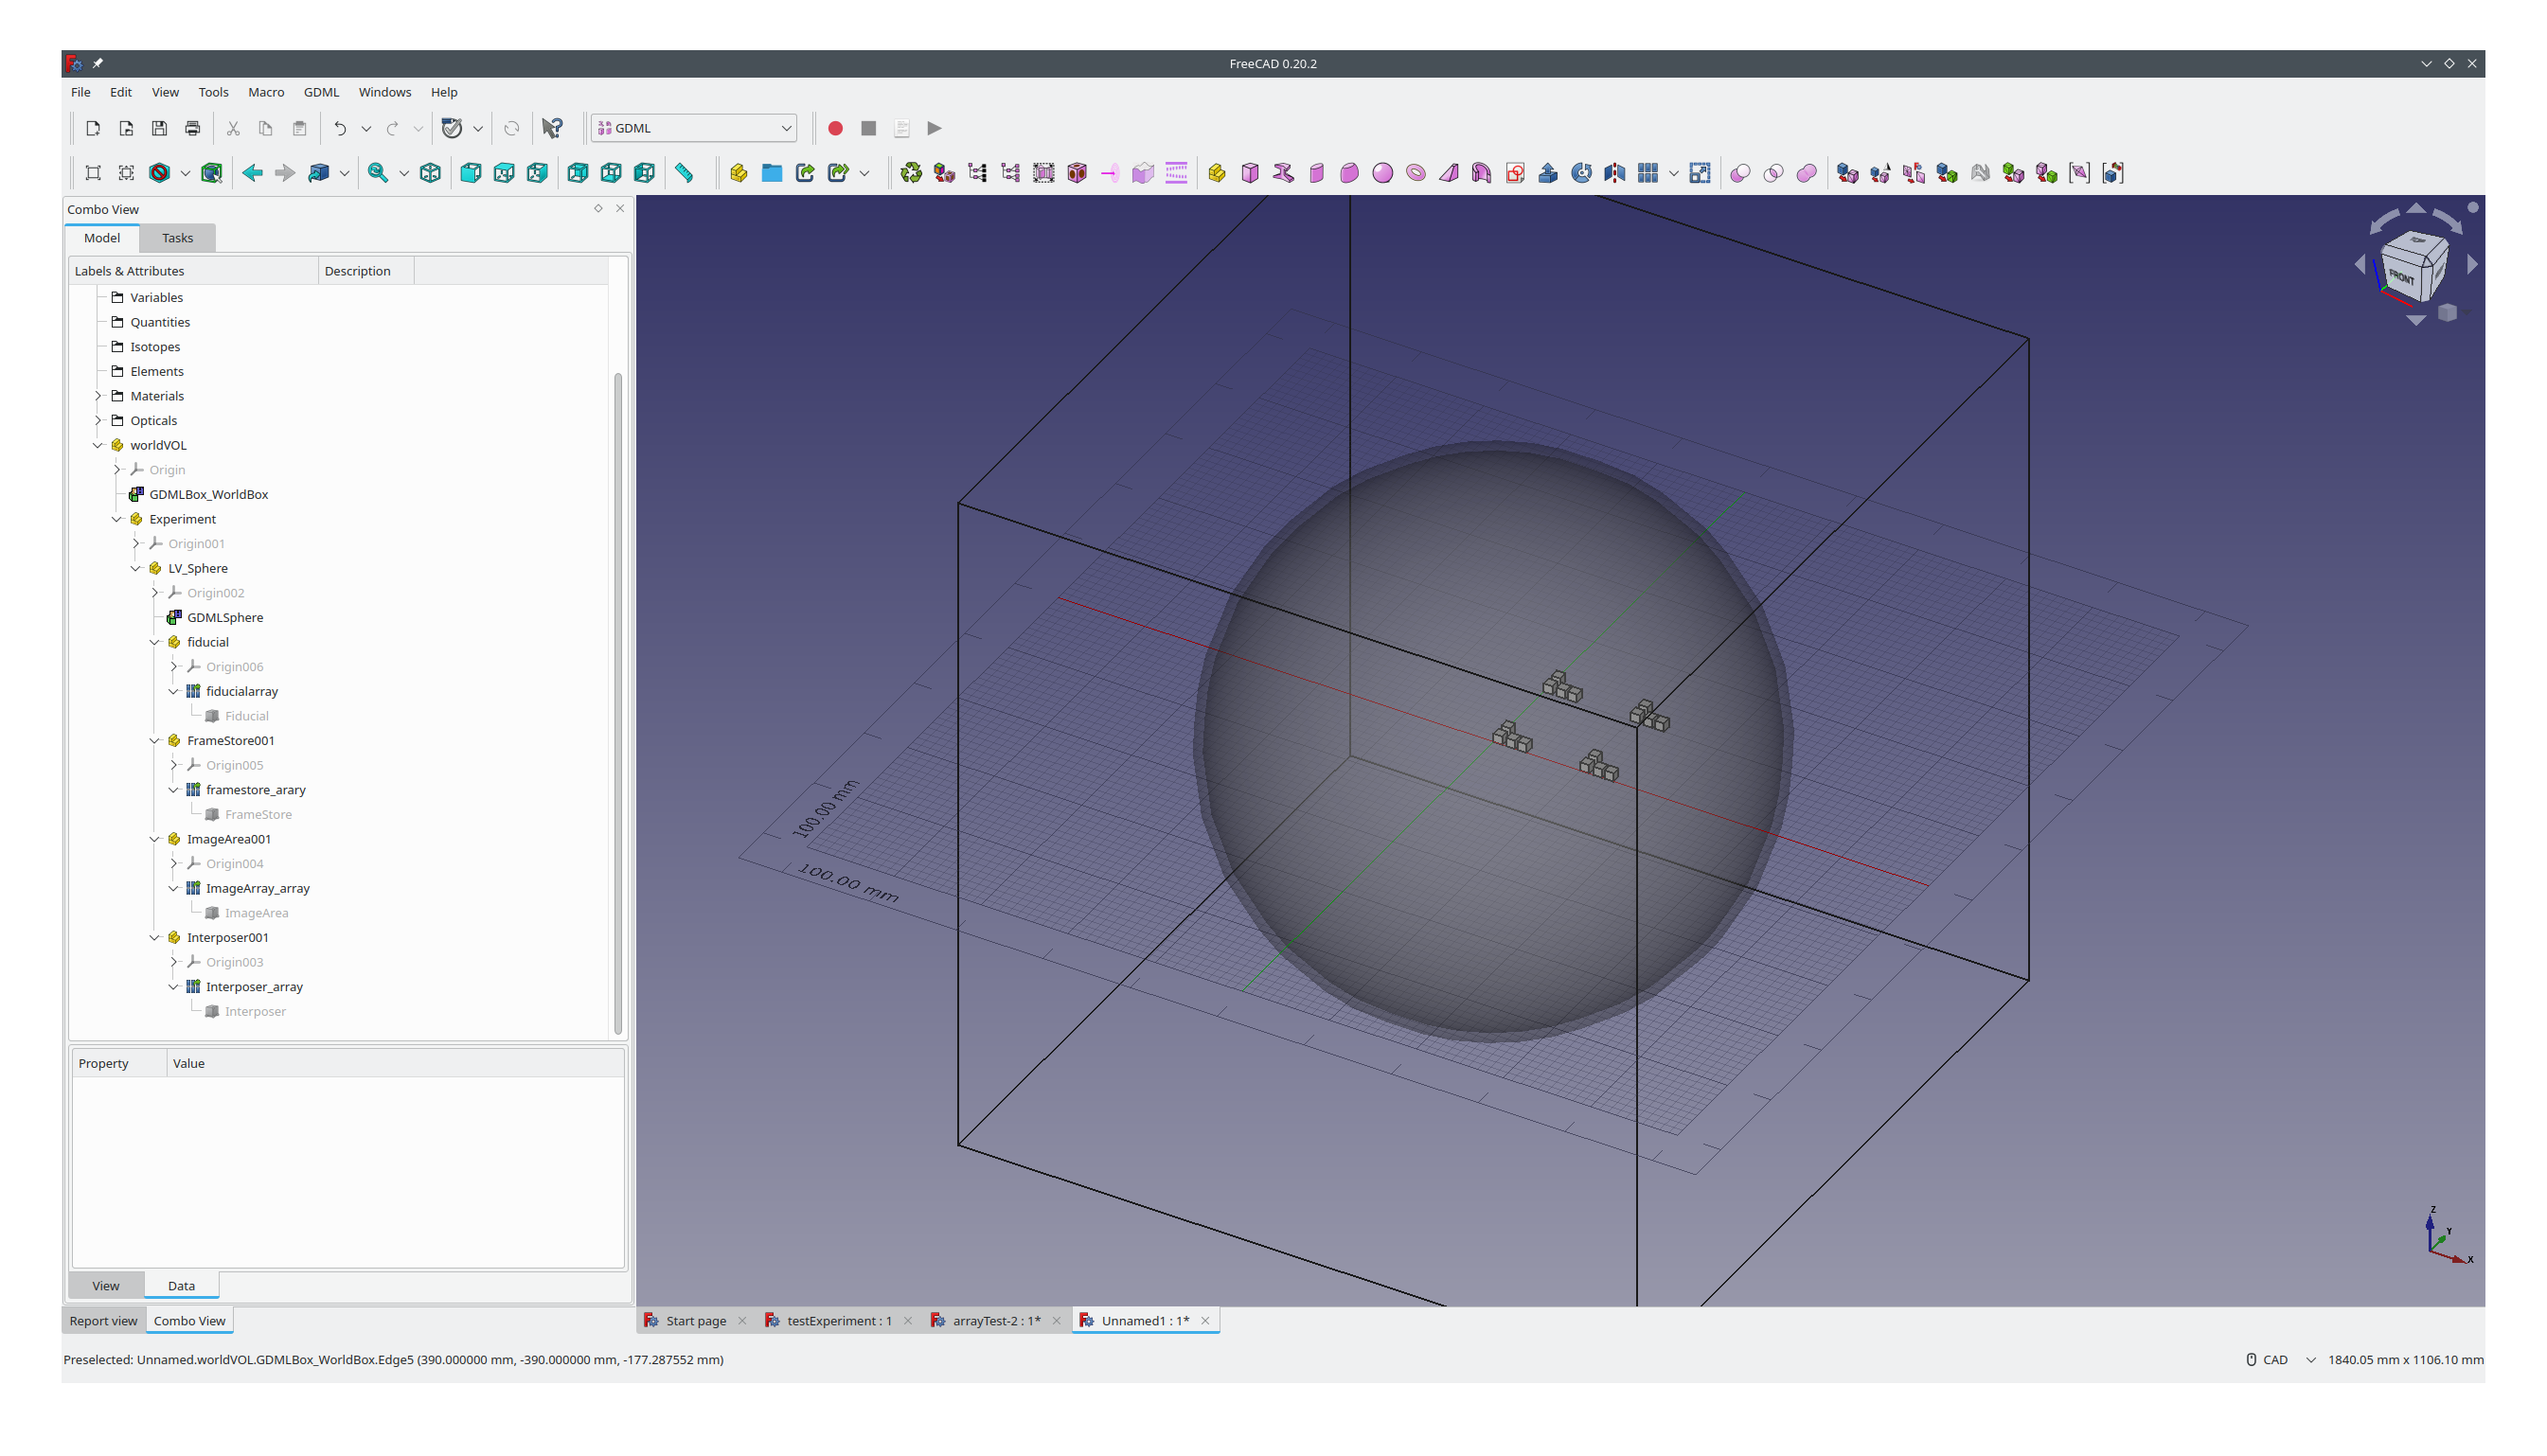 FreeCAD 0.20.2
File Edit View Tools Macro GDML Windows Help
GDML
Combo View
Model Tasks
Labels & Attributes Description
Variables
Quantities
Isotopes
Elements
Materials
Opticals
worldVOL
Origin
GDMLBox_WorldBox
Experiment
Origin001
LV_Sphere
Origin002
GDMLSphere
fiducial
Origin006
fiducialarray
Fiducial
FrameStore001
Origin005
framestore_arary
FrameStore
ImageArea001
Origin004
ImageArray_array
ImageArea
Interposer001
Origin003
Interposer_array
Interposer
Property Value
View Data
Report view Combo View
FRONT
100.00 mm
100.00 mm
Z
Y
X
Start page testExperiment : 1 arrayTest-2 : 1* Unnamed1 : 1*
Preselected: Unnamed.worldVOL.GDMLBox_WorldBox.Edge5 (390.000000 mm, -390.000000 mm, -177.287552 mm)
CAD 1840.05 mm x 1106.10 mm